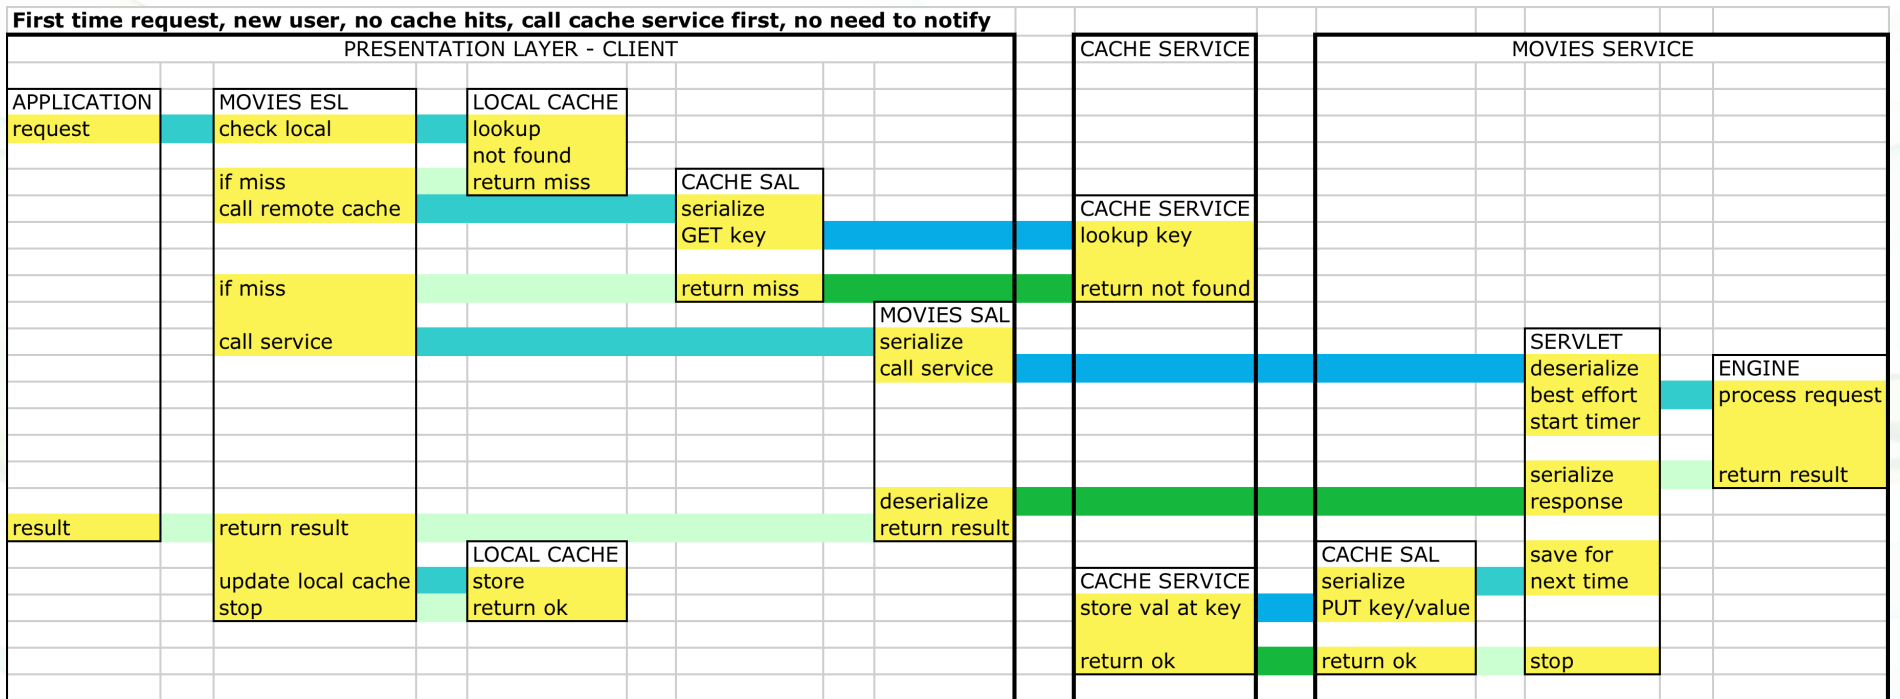 First time request, new user, no cache hits, call cache service first, no need to notify
PRESENTATION LAYER - CLIENT
CACHE SERVICE
MOVIES SERVICE
APPLICATION
MOVIES ESL
LOCAL CACHE
request
check local
lookup
not found
if miss
return miss
CACHE SAL
call remote cache
serialize
CACHE SERVICE
GET key
lookup key
if miss
return miss
return not found
MOVIES SAL
call service
serialize
SERVLET
call service
deserialize
ENGINE
best effort
process request
start timer
serialize
return result
deserialize
response
result
return result
return result
LOCAL CACHE
CACHE SAL
save for
update local cache
store
CACHE SERVICE
serialize
next time
stop
return ok
store val at key
PUT key/value
return ok
return ok
stop